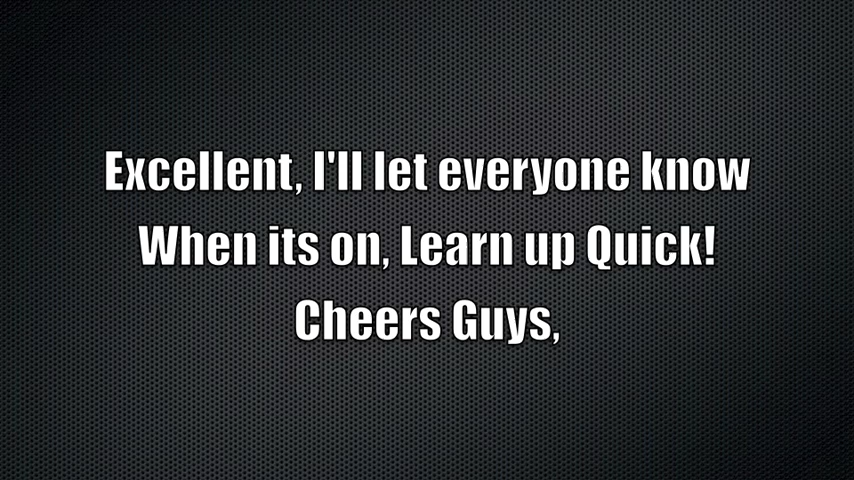 Excellent, I'll let everyone know
When its on, Learn up Quick!
Cheers Guys,